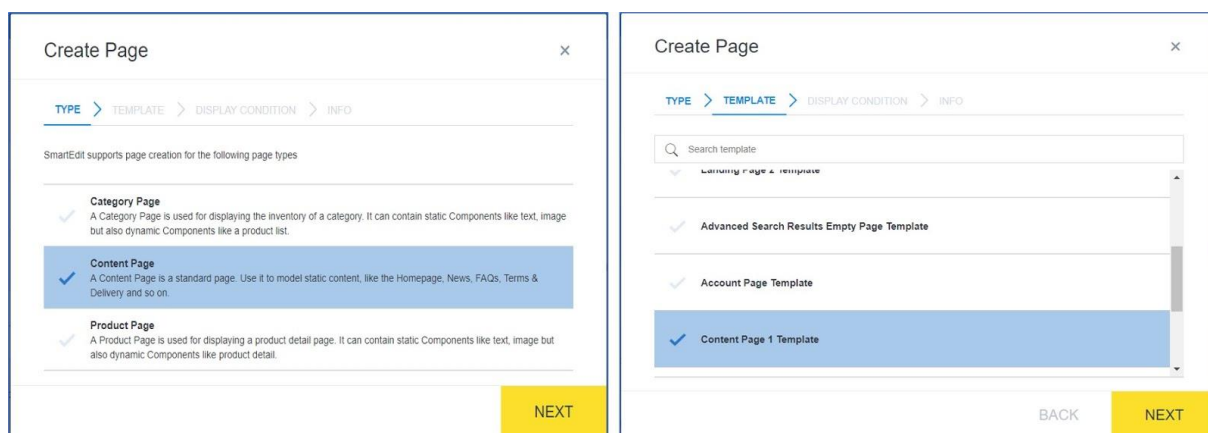 Create Page
×
TYPE > TEMPLATE > DISPLAY CONDITION > INFO
SmartEdit supports page creation for the following page types
Category Page
A Category Page is used for displaying the inventory of a category. It can contain static Components like text, image
but also dynamic Components like a product list.
Content Page
A Content Page is a standard page. Use it to model static content, like the Homepage, News, FAQs, Terms &
Delivery and so on.
Product Page
A Product Page is used for displaying a product detail page. It can contain static Components like text, image but
also dynamic Components like product detail.
NEXT
Create Page
×
TYPE > TEMPLATE > DISPLAY CONDITION > INFO
Search template
Landing Page 2 Template
Advanced Search Results Empty Page Template
Account Page Template
Content Page 1 Template
BACK
NEXT